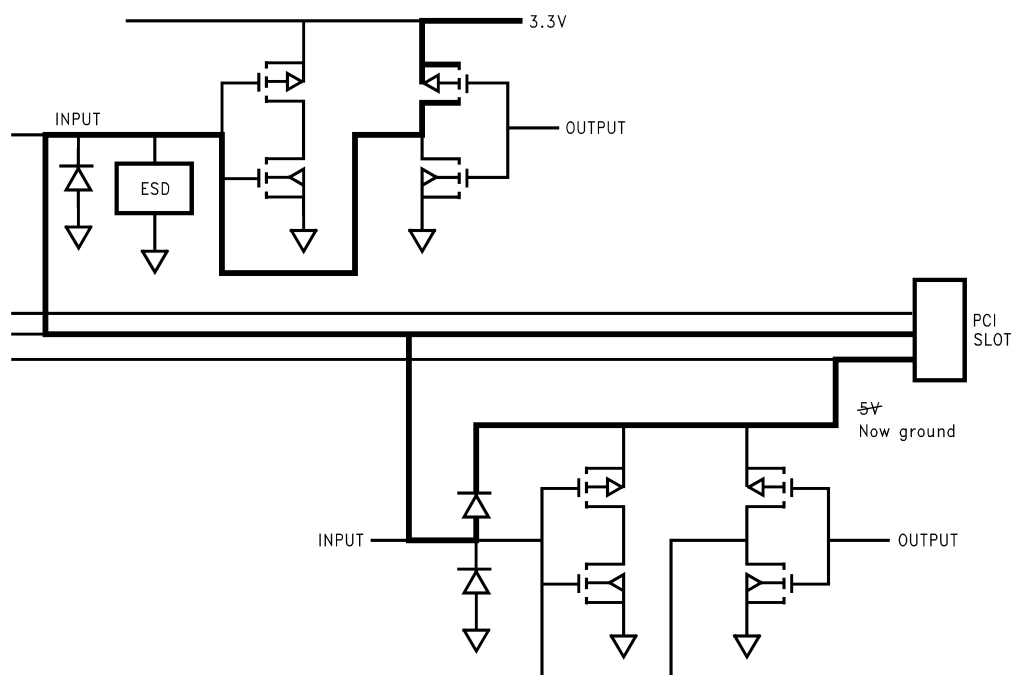 3.3V
INPUT
OUTPUT
ESD
PCI
SLOT
5V
Now ground
INPUT
OUTPUT